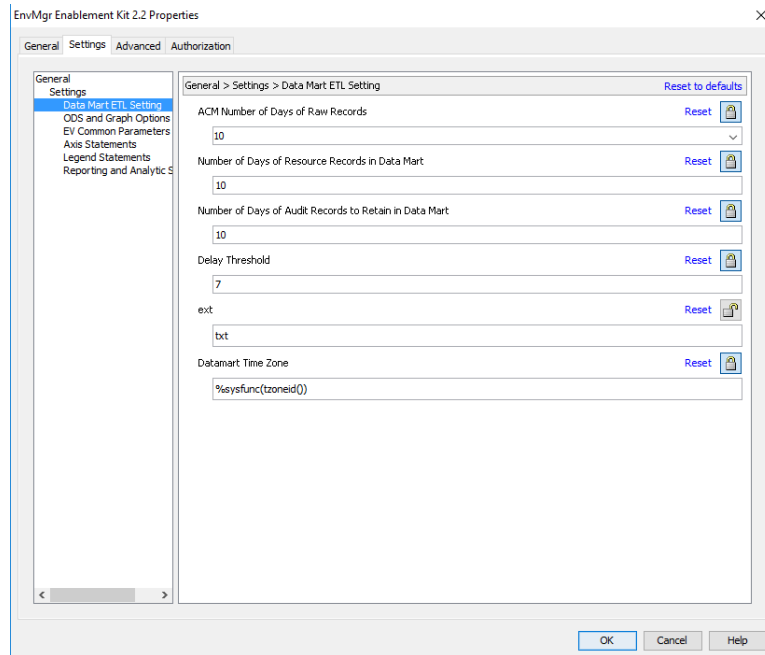 EnvMgr Enablement Kit 2.2 Properties
General Settings Advanced Authorization
General
Settings
Data Mart ETL Setting
ODS and Graph Options
EV Common Parameters
Axis Statements
Legend Statements
Reporting and Analytic S
General > Settings > Data Mart ETL Setting Reset to defaults
ACM Number of Days of Raw Records Reset
10
Number of Days of Resource Records in Data Mart Reset
10
Number of Days of Audit Records to Retain in Data Mart Reset
10
Delay Threshold Reset
7
ext Reset
txt
Datamart Time Zone Reset
%sysfunc(tzoneid())
OK Cancel Help